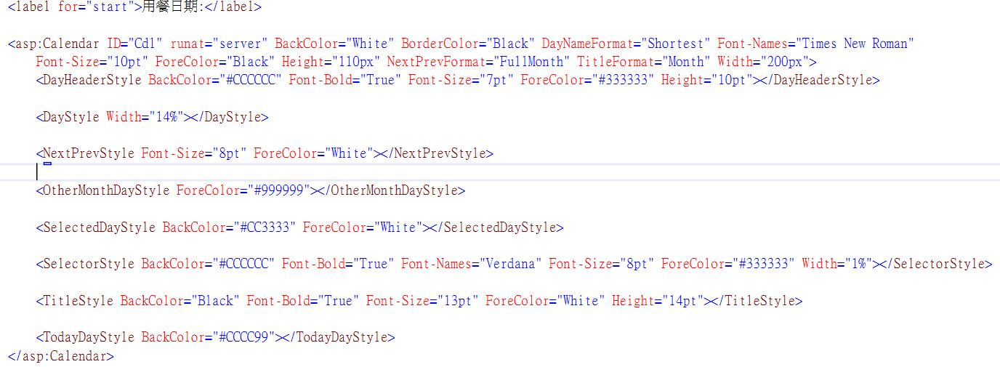 <label for="start">用餐日期:</label>
<asp:Calendar ID="Cdl" runat="server" BackColor="White" BorderColor="Black" DayNameFormat="Shortest" Font-Names="Times New Roman"
Font-Size="10pt" ForeColor="Black" Height="110px" NextPrevFormat="FullMonth" TitleFormat="Month" Width="200px">
<DayHeaderStyle BackColor="#CCCCCC" Font-Bold="True" Font-Size="7pt" ForeColor="#333333" Height="10pt"></DayHeaderStyle>
<DayStyle Width="14%"></DayStyle>
<NextPrevStyle Font-Size="8pt" ForeColor="White"></NextPrevStyle>
<OtherMonthDayStyle ForeColor="#999999"></OtherMonthDayStyle>
<SelectedDayStyle BackColor="#CC3333" ForeColor="White"></SelectedDayStyle>
<SelectorStyle BackColor="#CCCCCC" Font-Bold="True" Font-Names="Verdana" Font-Size="8pt" ForeColor="#333333" Width="1%"></SelectorStyle>
<TitleStyle BackColor="Black" Font-Bold="True" Font-Size="13pt" ForeColor="White" Height="14pt"></TitleStyle>
<TodayDayStyle BackColor="#CCCC99"></TodayDayStyle>
</asp:Calendar>